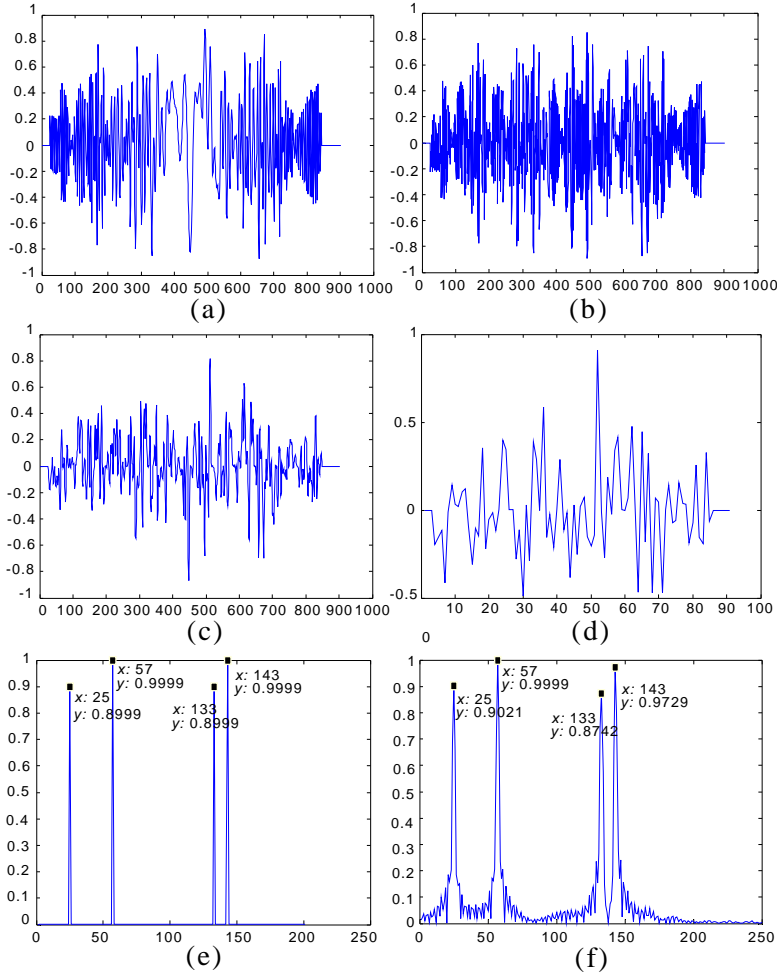 1
0.8
0.6
0.4
0.2
0
-0.2
-0.4
-0.6
-0.8
-1
0 100 200 300 400 500 600 700 800 900 1000
(a)
1
0.8
0.6
0.4
0.2
0
-0.2
-0.4
-0.6
-0.8
-1
0 100 200 300 400 500 600 700 800 900 1000
(b)
1
0.8
0.6
0.4
0.2
0
-0.2
-0.4
-0.6
-0.8
-1
0 100 200 300 400 500 600 700 800 900 1000
(c)
1
0.5
0
-0.5
10 20 30 40 50 60 70 80 90 100
0
(d)
1
0.9
0.8
0.7
0.6
0.5
0.4
0.3
0.2
0.1
0
x: 25
y: 0.8999
x: 57
y: 0.9999
x: 133
y: 0.8999
x: 143
y: 0.9999
0 50 100 150 200 250
(e)
1
0.9
0.8
0.7
0.6
0.5
0.4
0.3
0.2
0.1
0
x: 25
y: 0.9021
x: 57
y: 0.9999
x: 133
y: 0.8742
x: 143
y: 0.9729
0 50 100 150 200 250
(f)